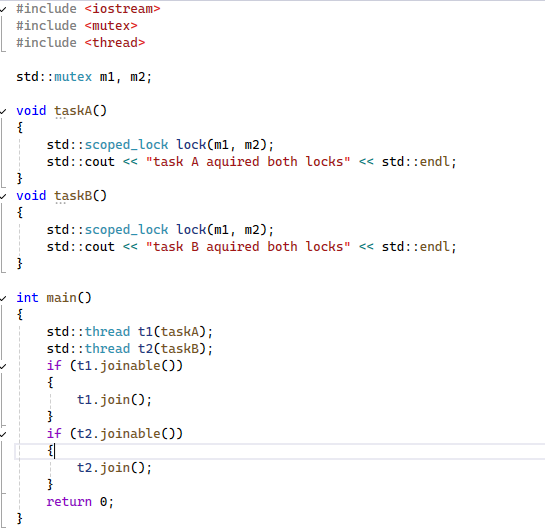 #include <iostream>
#include <mutex>
#include <thread>

std::mutex m1, m2;

void taskA()
{
    std::scoped_lock lock(m1, m2);
    std::cout << "task A aquired both locks" << std::endl;
}
void taskB()
{
    std::scoped_lock lock(m1, m2);
    std::cout << "task B aquired both locks" << std::endl;
}

int main()
{
    std::thread t1(taskA);
    std::thread t2(taskB);
    if (t1.joinable())
    {
        t1.join();
    }
    if (t2.joinable())
    {
        t2.join();
    }
    return 0;
}